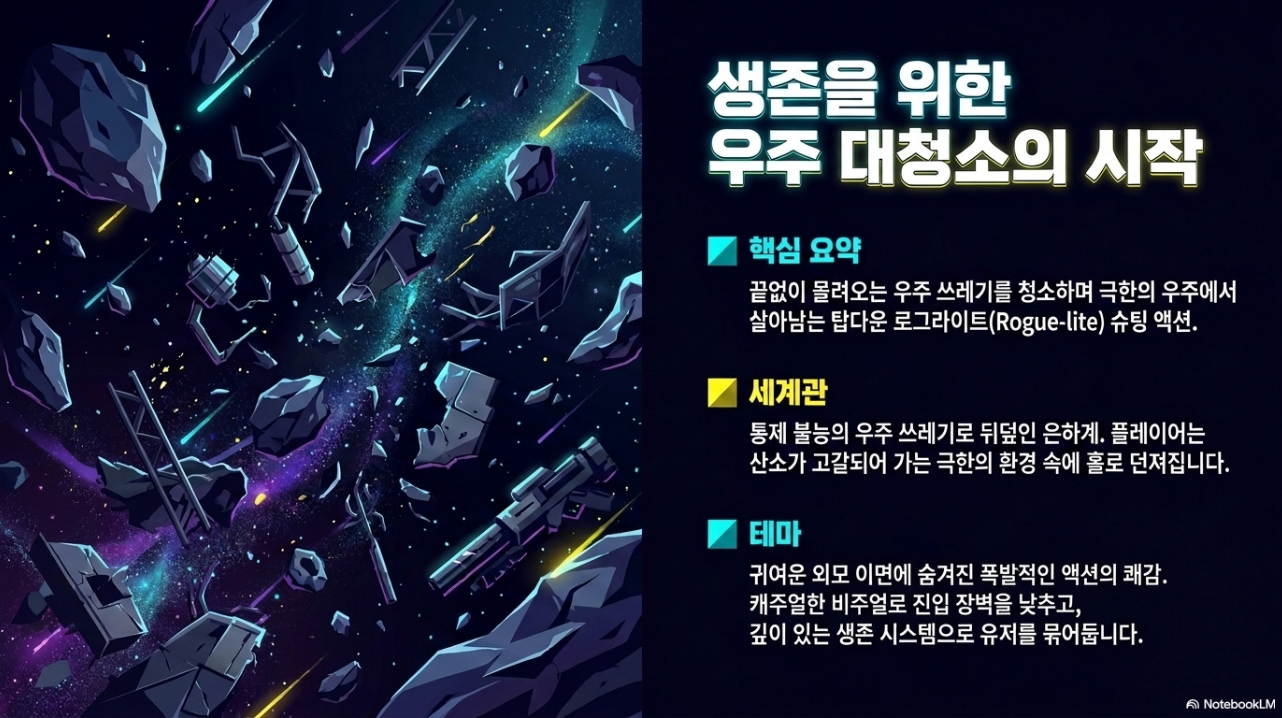 생존을 위한
우주 대청소의 시작
핵심 요약
끝없이 몰려오는 우주 쓰레기를 청소하며 극한의 우주에서
살아남는 탑다운 로그라이트(Rogue-lite) 슈팅 액션.
세계관
통제 불능의 우주 쓰레기로 뒤덮인 은하계. 플레이어는
산소가 고갈되어 가는 극한의 환경 속에 홀로 던져집니다.
테마
귀여운 외모 이면에 숨겨진 폭발적인 액션의 쾌감.
캐주얼한 비주얼로 진입 장벽을 낮추고,
깊이 있는 생존 시스템으로 유저를 묶어둡니다.
NotebookLM